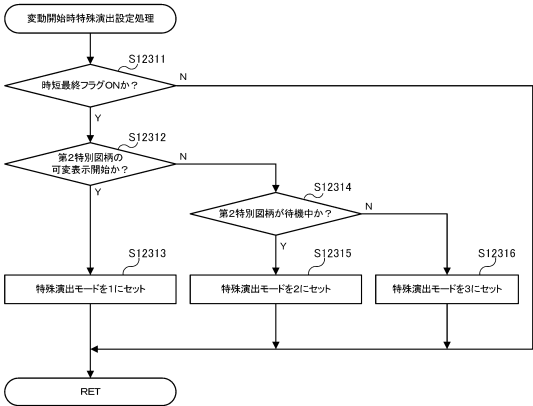 変動開始時特殊演出設定処理
S12311
時短最終フラグONか？
N
Y
S12312
第2特別図柄の
可変表示開始か？
N
Y
S12314
第2特別図柄が待機中か？
N
Y
S12313
特殊演出モードを1にセット
S12315
特殊演出モードを2にセット
S12316
特殊演出モードを3にセット
RET